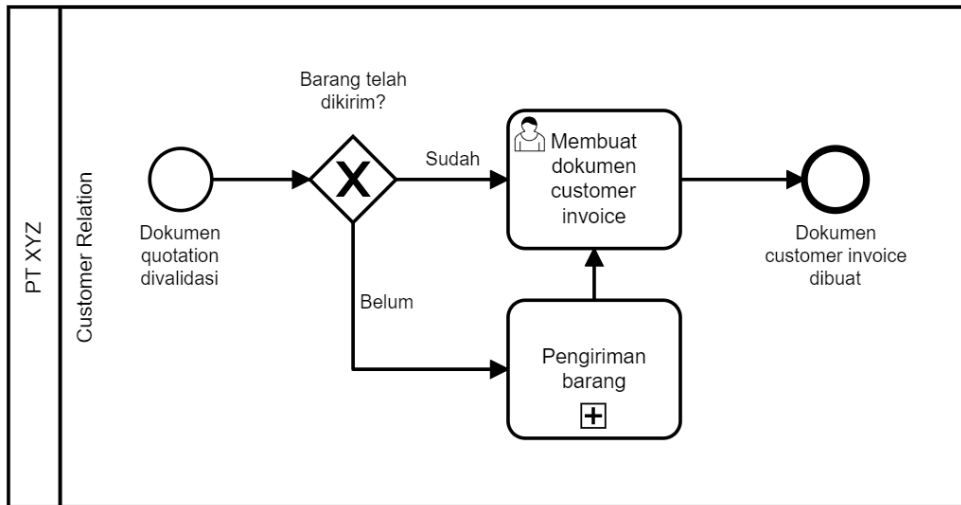 PT XYZ
Customer Relation
Barang telah
dikirim?
Dokumen
quotation
divalidasi
Sudah
Belum
Membuat
dokumen
customer
invoice
Pengiriman
barang
Dokumen
customer invoice
dibuat